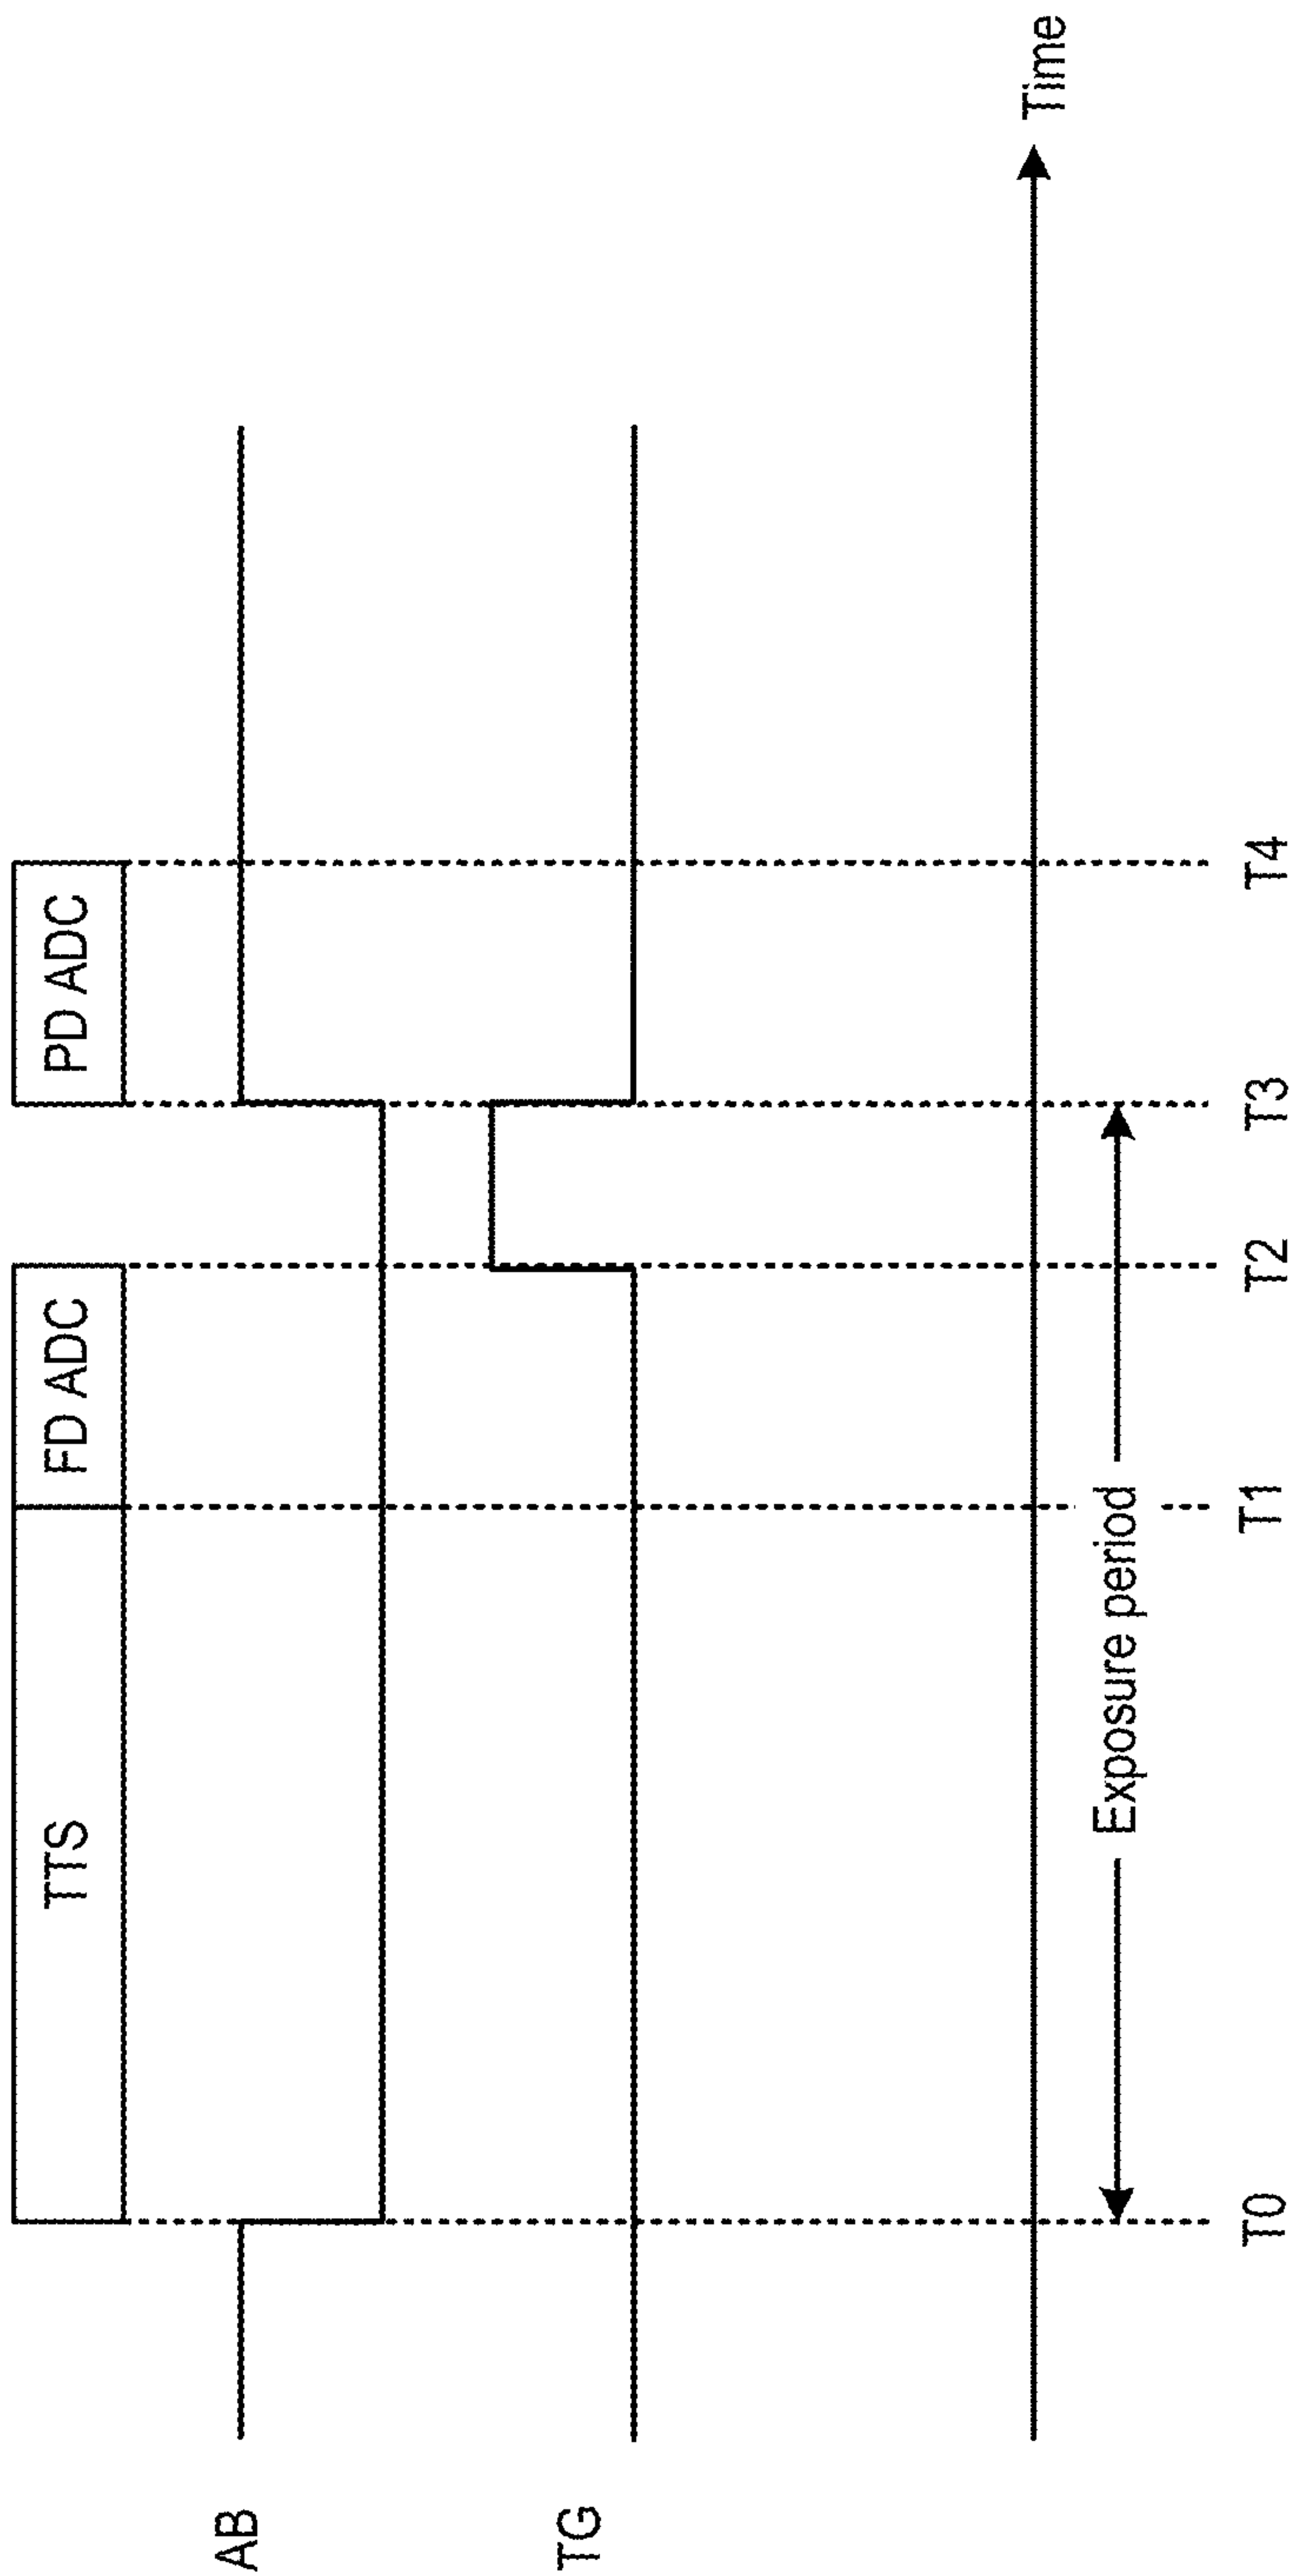 TTS FD ADC PD ADC
AB
TG
Time
Exposure period
T0 T1 T2 T3 T4